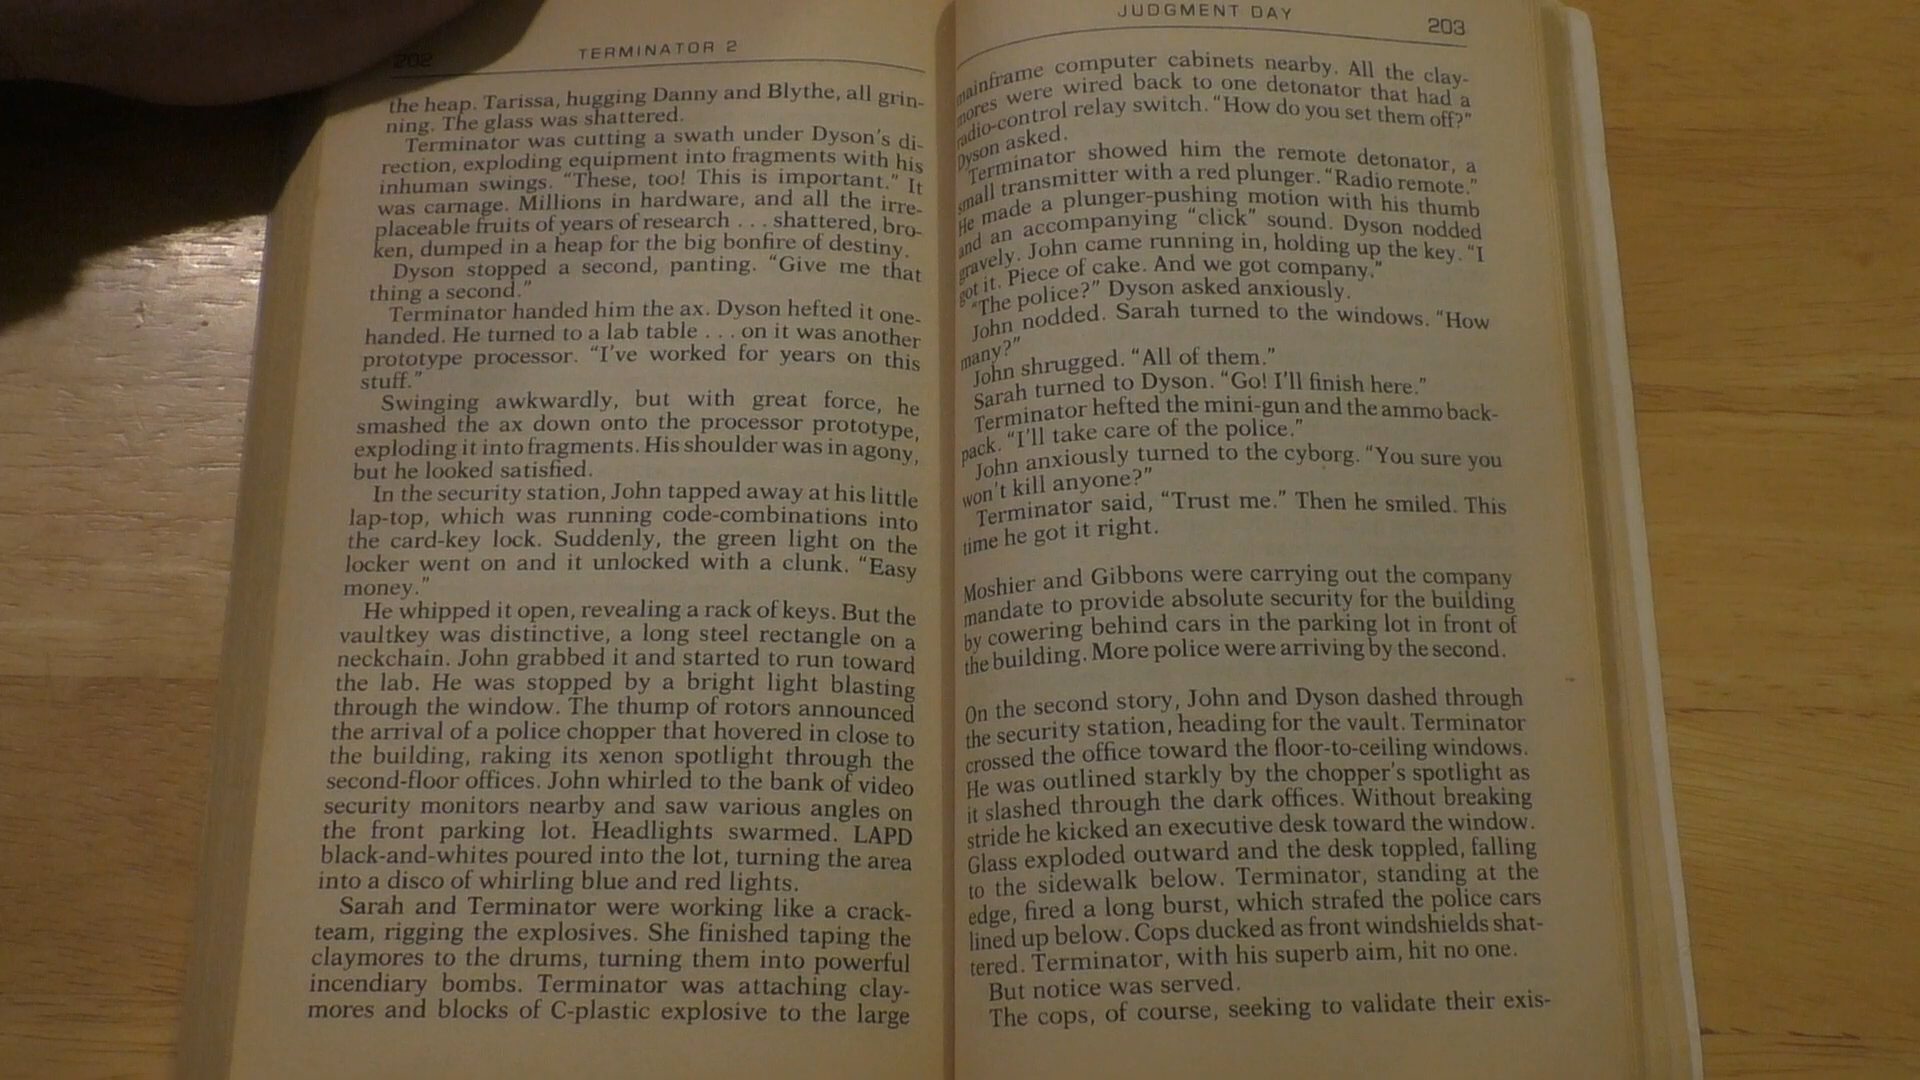 202
TERMINATOR 2
the heap. Tarissa, hugging Danny and Blythe, all grin-
ning. The glass was shattered.
Terminator was cutting a swath under Dyson's di-
rection, exploding equipment into fragments with his
inhuman swings. “These, too! This is important.” It
was carnage. Millions in hardware, and all the irre-
placeable fruits of years of research . . . shattered, bro-
ken, dumped in a heap for the big bonfire of destiny.
Dyson stopped a second, panting. “Give me that
thing a second.”
Terminator handed him the ax. Dyson hefted it one-
handed. He turned to a lab table . . . on it was another
prototype processor. “I've worked for years on this
stuff.”
Swinging awkwardly, but with great force, he
smashed the ax down onto the processor prototype,
exploding it into fragments. His shoulder was in agony,
but he looked satisfied.
In the security station, John tapped away at his little
lap-top, which was running code-combinations into
the card-key lock. Suddenly, the green light on the
locker went on and it unlocked with a clunk. “Easy
money.”
He whipped it open, revealing a rack of keys. But the
vaultkey was distinctive, a long steel rectangle on a
neckchain. John grabbed it and started to run toward
the lab. He was stopped by a bright light blasting
through the window. The thump of rotors announced
the arrival of a police chopper that hovered in close to
the building, raking its xenon spotlight through the
second-floor offices. John whirled to the bank of video
security monitors nearby and saw various angles on
the front parking lot. Headlights swarmed. LAPD
black-and-whites poured into the lot, turning the area
into a disco of whirling blue and red lights.
Sarah and Terminator were working like a crack-
team, rigging the explosives. She finished taping the
claymores to the drums, turning them into powerful
incendiary bombs. Terminator was attaching clay-
mores and blocks of C-plastic explosive to the large
JUDGMENT DAY
203
mainframe computer cabinets nearby. All the clay-
mores were wired back to one detonator that had a
radio-control relay switch. “How do you set them off?”
Dyson asked.
Terminator showed him the remote detonator, a
small transmitter with a red plunger. “Radio remote.”
He made a plunger-pushing motion with his thumb
and an accompanying “click” sound. Dyson nodded
gravely. John came running in, holding up the key. “I
got it. Piece of cake. And we got company.”
“The police?” Dyson asked anxiously.
John nodded. Sarah turned to the windows. “How
many?”
John shrugged. “All of them.”
Sarah turned to Dyson. “Go! I'll finish here.”
Terminator hefted the mini-gun and the ammo back-
pack. “I'll take care of the police.”
John anxiously turned to the cyborg. “You sure you
won't kill anyone?”
Terminator said, “Trust me.” Then he smiled. This
time he got it right.
Moshier and Gibbons were carrying out the company
mandate to provide absolute security for the building
by cowering behind cars in the parking lot in front of
the building. More police were arriving by the second.
On the second story, John and Dyson dashed through
the security station, heading for the vault. Terminator
crossed the office toward the floor-to-ceiling windows.
He was outlined starkly by the chopper's spotlight as
it slashed through the dark offices. Without breaking
stride he kicked an executive desk toward the window.
Glass exploded outward and the desk toppled, falling
to the sidewalk below. Terminator, standing at the
edge, fired a long burst, which strafed the police cars
lined up below. Cops ducked as front windshields shat-
tered. Terminator, with his superb aim, hit no one.
But notice was served.
The cops, of course, seeking to validate their exis-